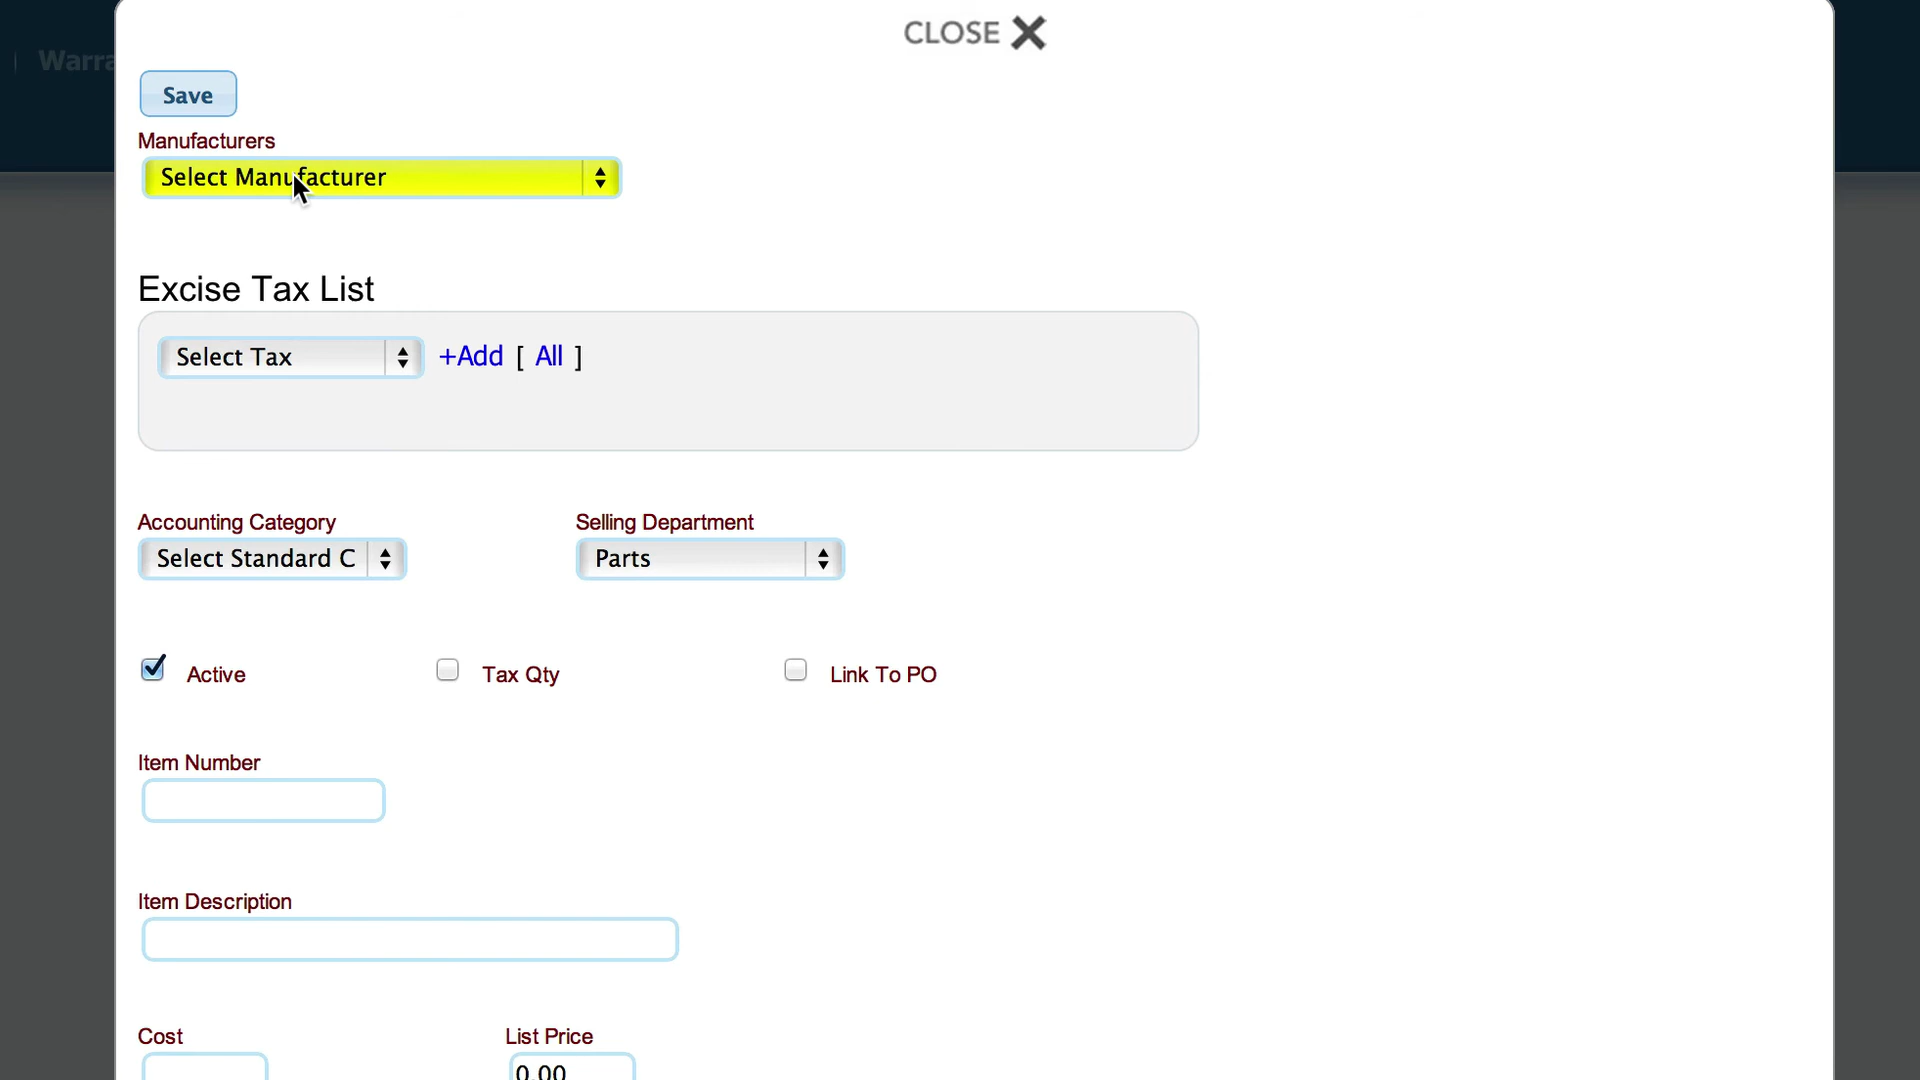 CLOSE
Warra
Save
Manufacturers
Select Manufacturer
Excise Tax List
Select Tax +Add [ All ]
Accounting Category Selling Department
Select Standard C Parts
Active Tax Qty Link To PO
Item Number
Item Description
Cost List Price
0.00